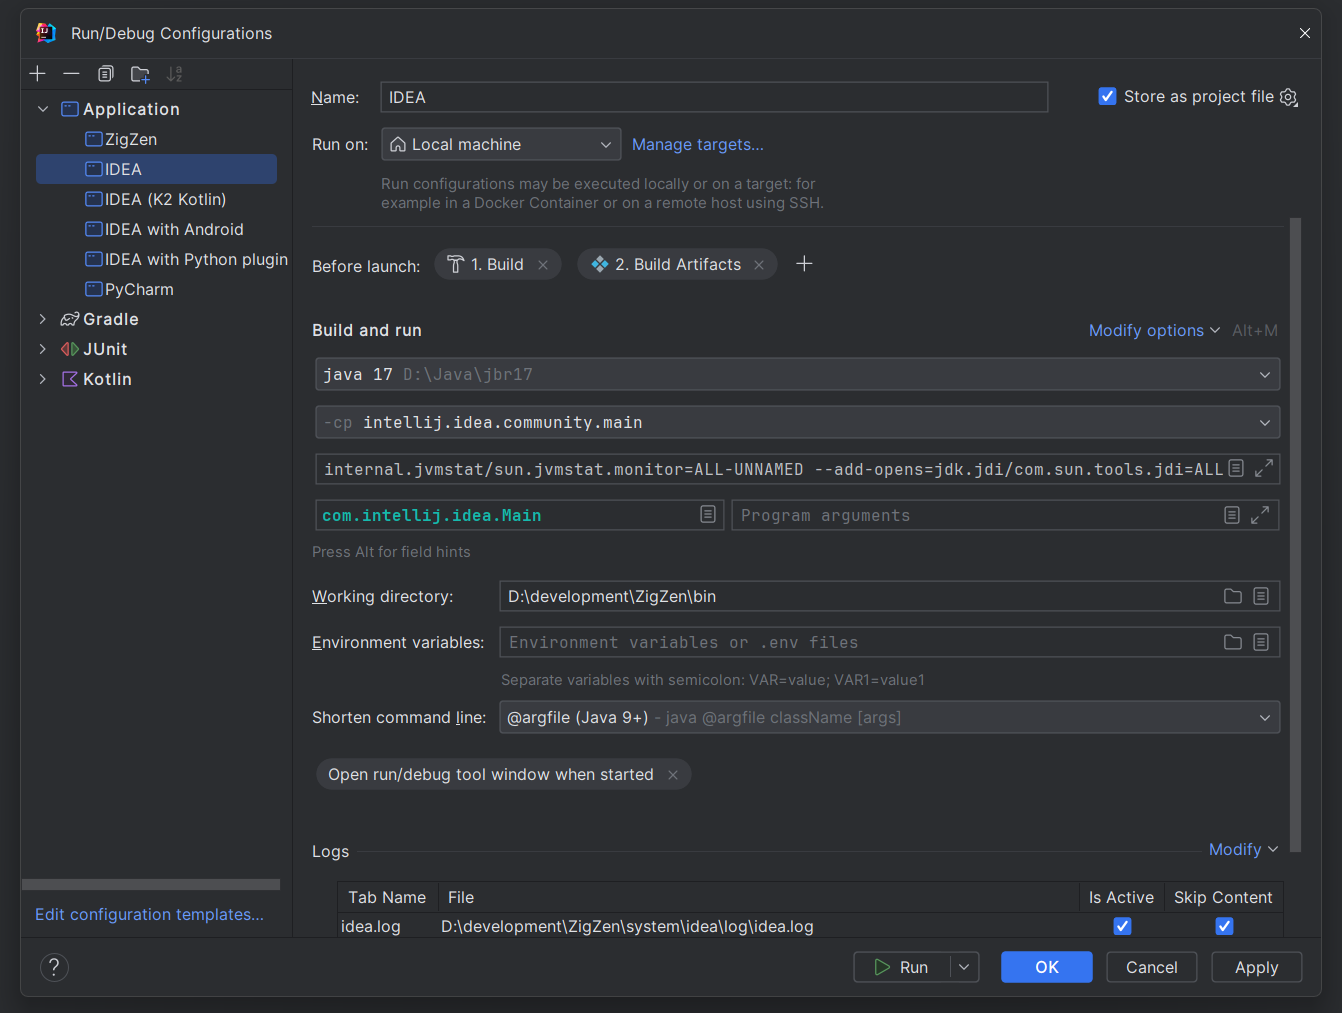 Run/Debug Configurations
Application
ZigZen
IDEA
IDEA (K2 Kotlin)
IDEA with Android
IDEA with Python plugin
PyCharm
Gradle
JUnit
Kotlin
Edit configuration templates...
Name: IDEA
Store as project file
Run on: Local machine Manage targets...
Run configurations may be executed locally or on a target: for
example in a Docker Container or on a remote host using SSH.
Before launch: 1. Build 2. Build Artifacts
Build and run Modify options Alt+M
java 17 D:\Java\jbr17
-cp intellij.idea.community.main
internal.jvmstat/sun.jvmstat.monitor=ALL-UNNAMED --add-opens=jdk.jdi/com.sun.tools.jdi=ALL
com.intellij.idea.Main Program arguments
Press Alt for field hints
Working directory: D:\development\ZigZen\bin
Environment variables: Environment variables or .env files
Separate variables with semicolon: VAR=value; VAR1=value1
Shorten command line: @argfile (Java 9+) - java @argfile className [args]
Open run/debug tool window when started
Logs Modify
Tab Name File Is Active Skip Content
idea.log D:\development\ZigZen\system\idea\log\idea.log
? Run OK Cancel Apply